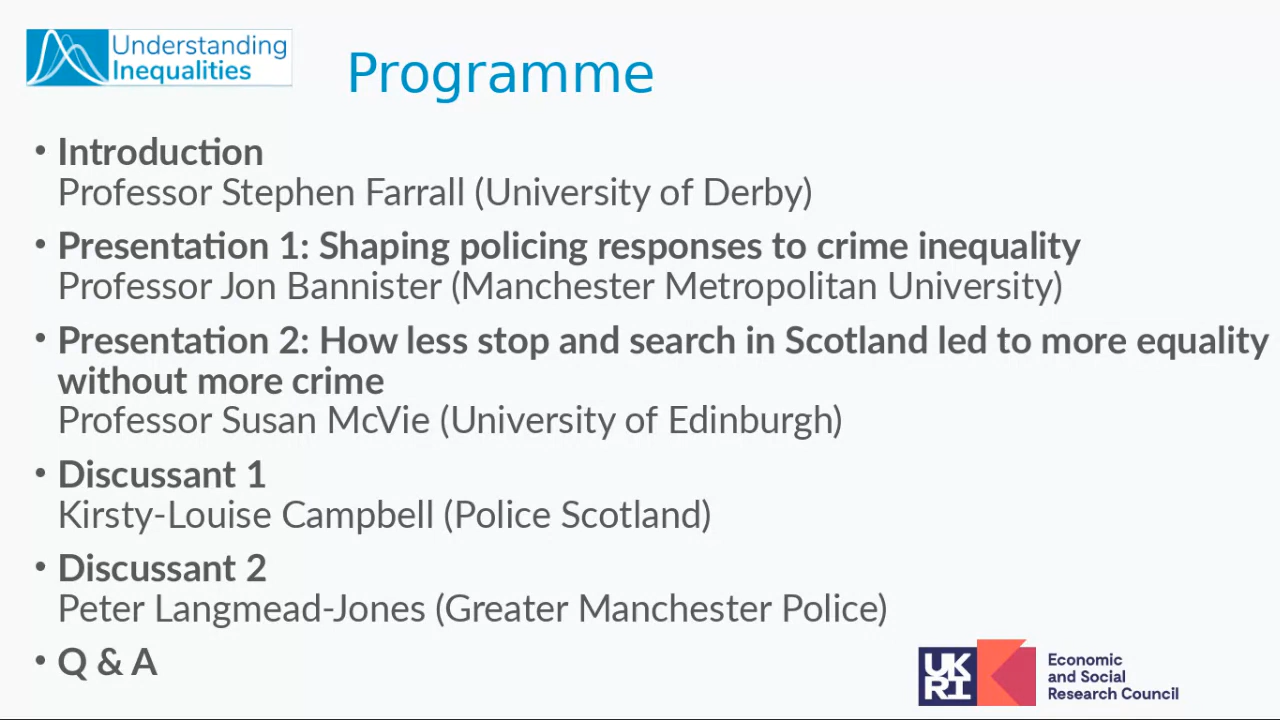 Understanding
Inequalities
Programme
• Introduction
Professor Stephen Farrall (University of Derby)
• Presentation 1: Shaping policing responses to crime inequality
Professor Jon Bannister (Manchester Metropolitan University)
• Presentation 2: How less stop and search in Scotland led to more equality
without more crime
Professor Susan McVie (University of Edinburgh)
• Discussant 1
Kirsty-Louise Campbell (Police Scotland)
• Discussant 2
Peter Langmead-Jones (Greater Manchester Police)
• Q & A
UK
RI
Economic
and Social
Research Council